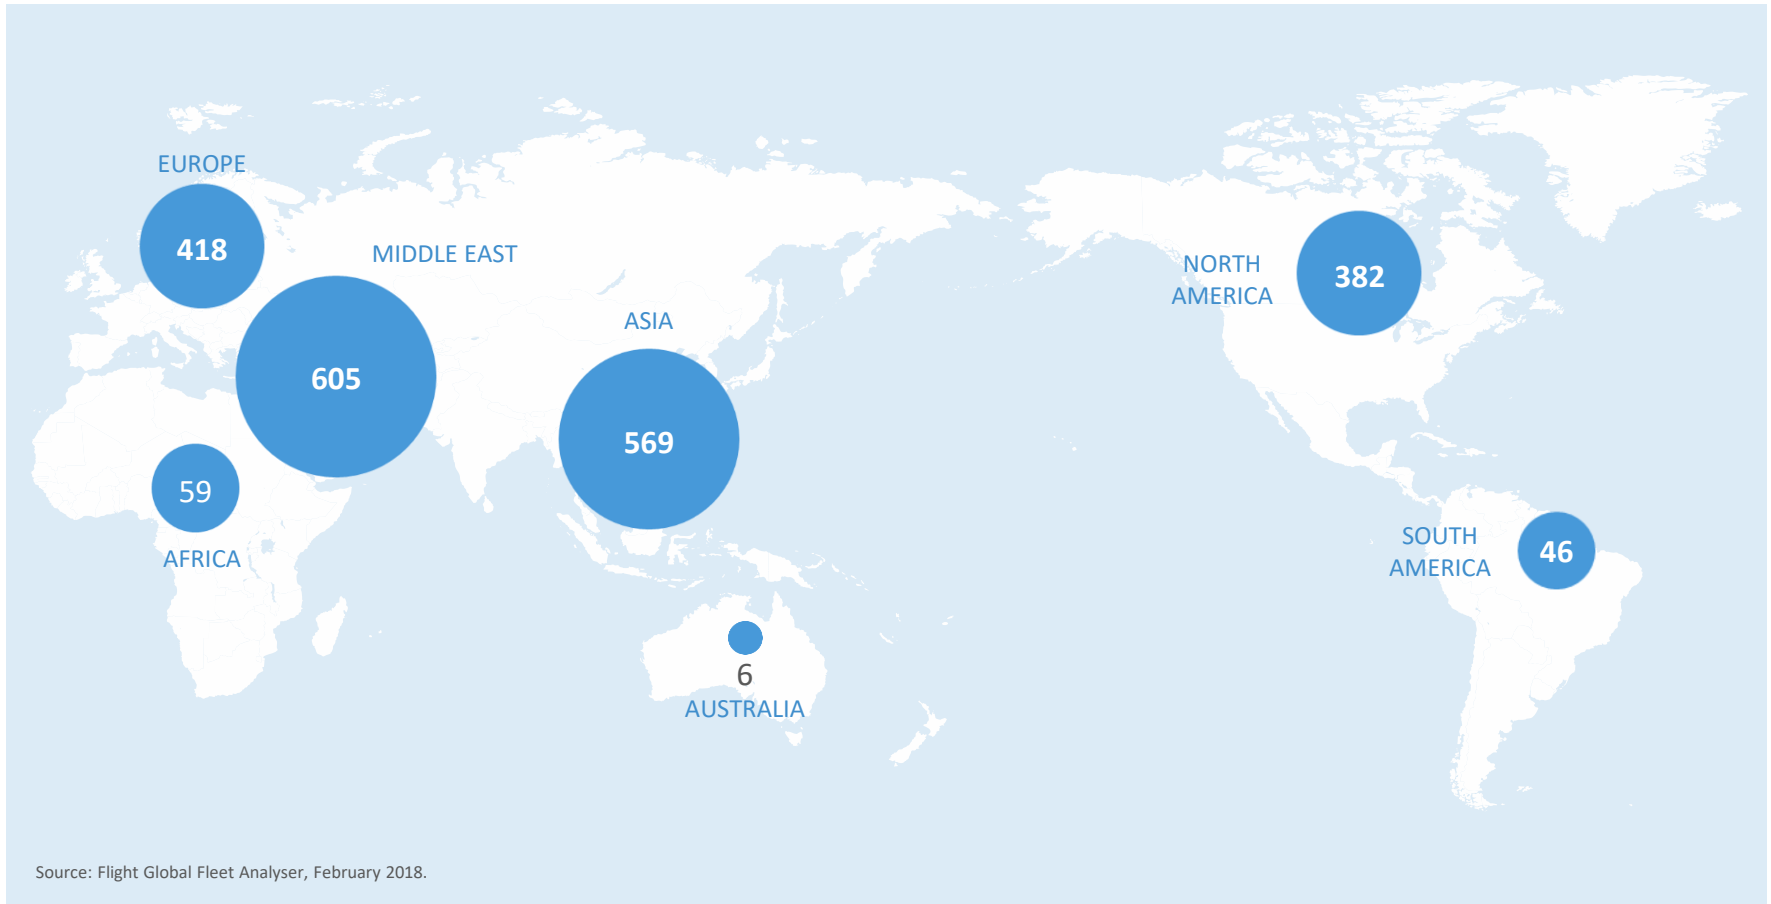 EUROPE
418
MIDDLE EAST
605
ASIA
569
59
AFRICA
6
AUSTRALIA
NORTH
AMERICA
382
SOUTH
AMERICA
46
Source: Flight Global Fleet Analyser, February 2018.